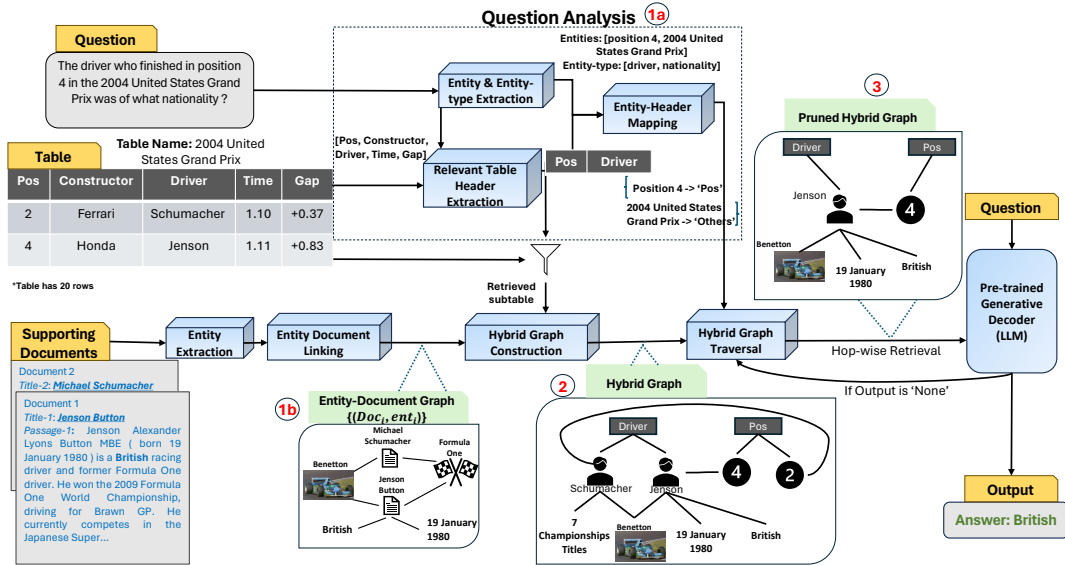 Question Analysis
1a
Question
The driver who finished in position
4 in the 2004 United States Grand
Prix was of what nationality ?
Entities: [position 4, 2004 United
States Grand Prix]
Entity-type: [driver, nationality]
Entity & Entity-
type Extraction
Entity-Header
Mapping
[Pos, Constructor,
Driver, Time, Gap]
Relevant Table
Header
Extraction
Pos Driver
Position 4 -> 'Pos'
2004 United States
Grand Prix -> 'Others'
Table
Table Name: 2004 United
States Grand Prix
Pos Constructor Driver Time Gap
2 Ferrari Schumacher 1.10 +0.37
4 Honda Jenson 1.11 +0.83
*Table has 20 rows
Retrieved
subtable
3
Pruned Hybrid Graph
Driver Pos
Jenson
4
Benetton
19 January
1980
British
Question
Pre-trained
Generative
Decoder
(LLM)
Supporting
Documents
Entity
Extraction
Entity Document
Linking
Hybrid Graph
Construction
Hybrid Graph
Traversal
Hop-wise Retrieval
If Output is 'None'
Document 2
Title-2: Michael Schumacher
Document 1
Title-1: Jenson Button
Passage-1: Jenson Alexander
Lyons Button MBE ( born 19
January 1980 ) is a British racing
driver and former Formula One
driver. He won the 2009 Formula
One World Championship,
driving for Brawn GP. He
currently competes in the
Japanese Super...
1b
Entity-Document Graph
{(Doc_i, ent_i)}
Michael
Schumacher
Formula
One
Benetton
Jenson
Button
British
19 January
1980
2
Hybrid Graph
Driver Pos
Schumacher
Jenson
4
2
7
Championships
Titles
Benetton
19 January
1980
British
Output
Answer: British